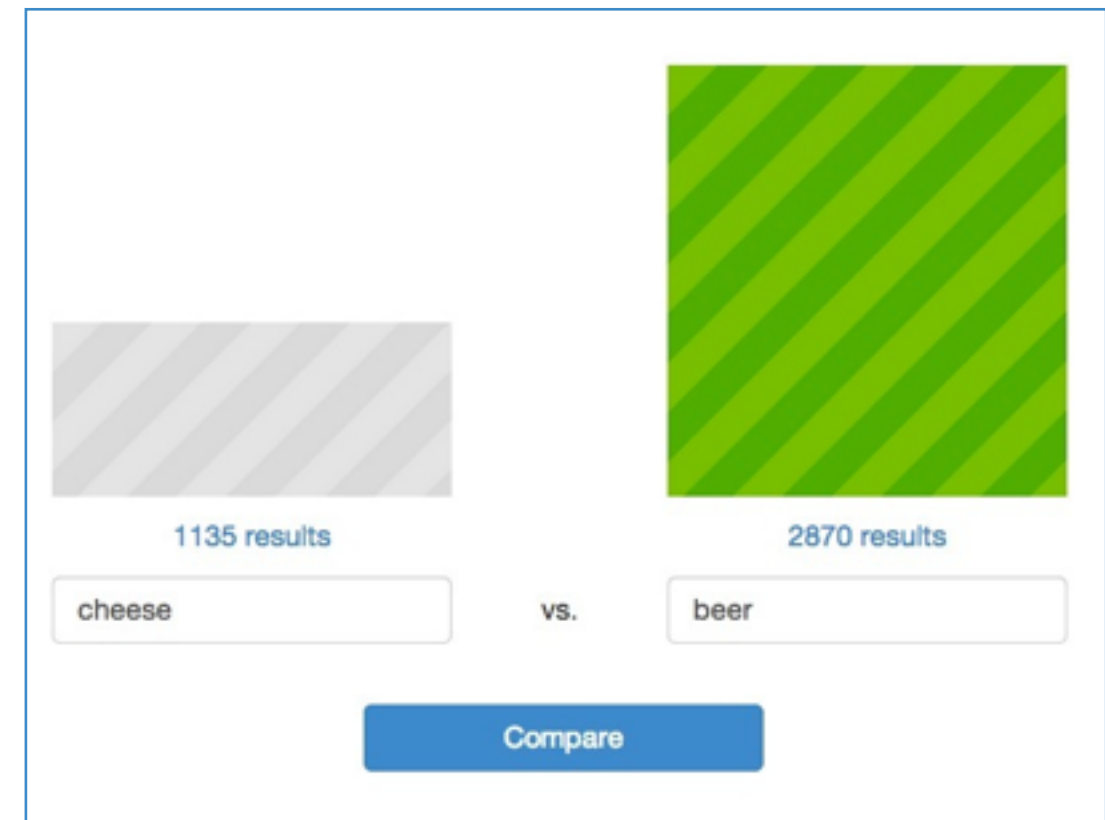 1135 results
2870 results
cheese
vs.
beer
Compare